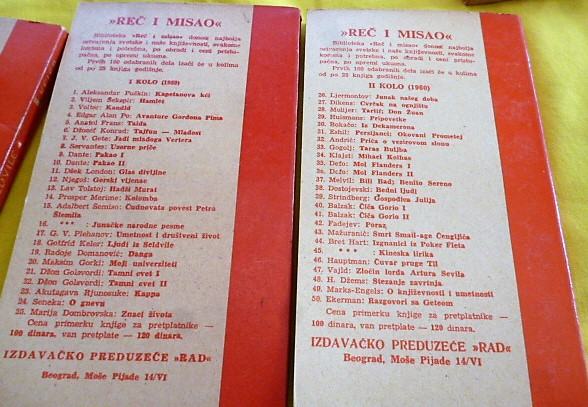 »REČ I MISAO«
Biblioteka »Reč i misao« donosi najbolja
ostvarenja svetske i naše književnosti, svakome
korisna i potrebna, po obradi i ceni pristu-
pačna, po opremi ukusna.
Prvih 100 odabranih dela izaći će u kolima
od po 25 knjiga godišnje.
I KOLO (1959)
1. Aleksandar Puškin: Kapetanova kći
2. Viljem Šekspir: Hamlet
3. Volter: Kandid
4. Edgar Alan Po: Avanture Gordona Pima
5. Anatol Frans: Taida
6. Džozef Konrad: Tajfun — Mladost
7. J. V. Gete: Jadi mladoga Vertera
8. Servantes: Uzorne priče
9. Dante: Pakao I
10. Dante: Pakao II
11. Džek London: Glas divljine
12. Njegoš: Gorski vijenac
13. Lav Tolstoj: Hadži Murat
14. Prosper Merime: Kolomba
15. Adalbert Šamiso: Čudnovata povest Petra
Šlemila
16. *** : Junačke narodne pesme
17. G. V. Plehanov: Umetnost i društveni život
18. Gotfrid Keler: Ljudi iz Seldvile
19. Radoje Domanović: Danga
20. Maksim Gorki: Moji univerziteti
21. Džon Golsvordi: Tamni cvet I
22. Džon Golsvordi: Tamni cvet II
23. Akutagava Rjunosuke: Kappa
24. Seneka: O gnevu
25. Marija Dombrovska: Znaci života
Cena primerku knjige za pretplatnike —
100 dinara, van pretplate — 120 dinara.
IZDAVAČKO PREDUZEĆE »RAD«
Beograd, Moše Pijade 14/VI
»REČ I MISAO«
Biblioteka »Reč i misao« donosi najbolja
ostvarenja svetske i naše književnosti, svakome
korisna i potrebna, po obradi i ceni pristu-
pačna, po opremi ukusna.
Prvih 100 odabranih dela izaći će u kolima
od po 25 knjiga godišnje.
II KOLO (1960)
26. Ljermontov: Junak našeg doba
27. Dikens: Cvrčak na ognjištu
28. Molijer: Tartif; Don Žuan
29. Huismans: Pripovetke
30. Bokačo: Iz Dekamerona
31. Eshil: Persijanci; Okovani Prometej
32. Andrić: Priča o vezirovom slonu
33. Gogolj: Taras Buljba
34. Klajst: Mihael Kolhas
35. Defo: Mol Flanders I
36. Defo: Mol Flanders II
37. Melvil: Bili Bad; Benito Sereno
38. Dostojevski: Bedni ljudi
39. Strindberg: Gospođica Julija
40. Balzak: Čiča Gorio I
41. Balzak: Čiča Gorio II
42. Fadejev: Poraz
43. Mažuranić: Smrt Smail-age Čengijića
44. Bret Hart: Izgnanici iz Poker Fleta
45. *** : Kineska lirika
46. Hauptman: Čuvar pruge Til
47. Vajld: Zločin lorda Artura Sevila
48. H. Džems: Stezanje zavrtnja
49. Marks-Engels: O književnosti i umetnosti
50. Ekerman: Razgovori sa Geteom
Cena primerku knjige za pretplatnike —
100 dinara, van pretplate — 120 dinara.
IZDAVAČKO PREDUZEĆE »RAD«
Beograd, Moše Pijade 14/VI